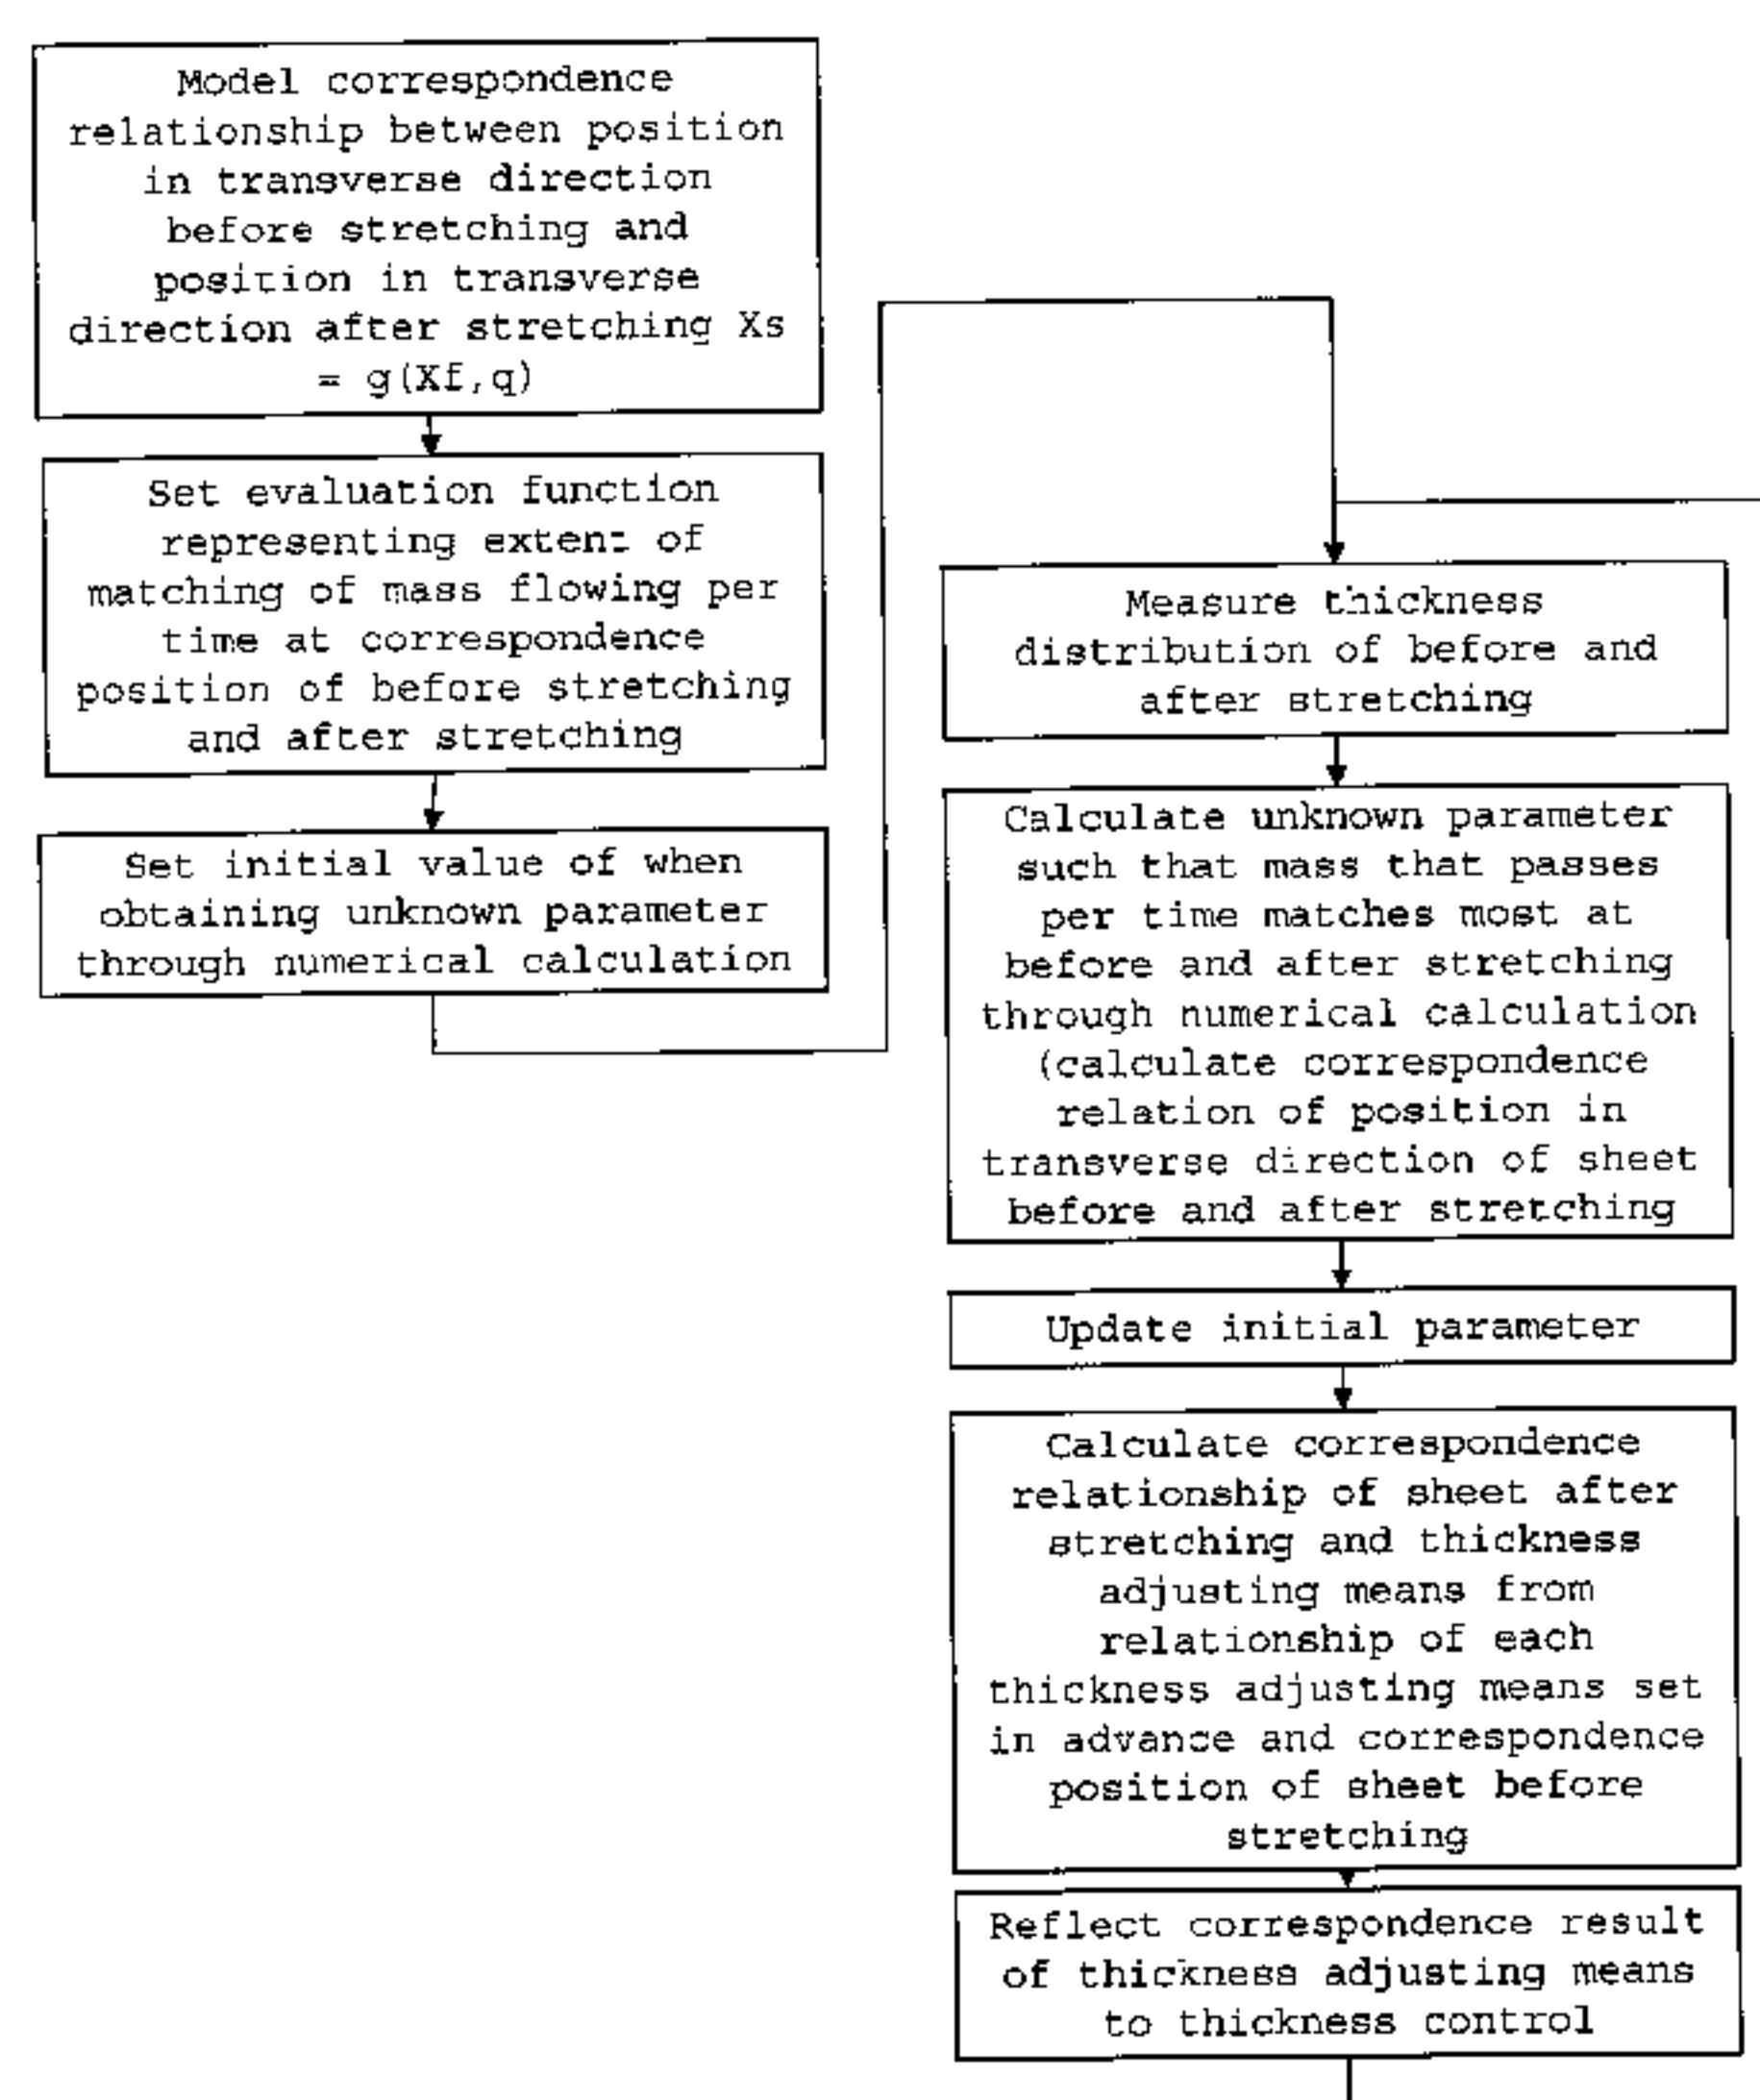 Model correspondence
relationship between position
in transverse direction
before stretching and
position in transverse
direction after stretching Xs
= g(Xf,q)
Set evaluation function
representing extent of
matching of mass flowing per
time at correspondence
position of before stretching
and after stretching
Set initial value of when
obtaining unknown parameter
through numerical calculation
Measure thickness
distribution of before and
after stretching
Calculate unknown parameter
such that mass that passes
per time matches most at
before and after stretching
through numerical calculation
(calculate correspondence
relation of position in
transverse direction of sheet
before and after stretching
Update initial parameter
Calculate correspondence
relationship of sheet after
stretching and thickness
adjusting means from
relationship of each
thickness adjusting means set
in advance and correspondence
position of sheet before
stretching
Reflect correspondence result
of thickness adjusting means
to thickness control